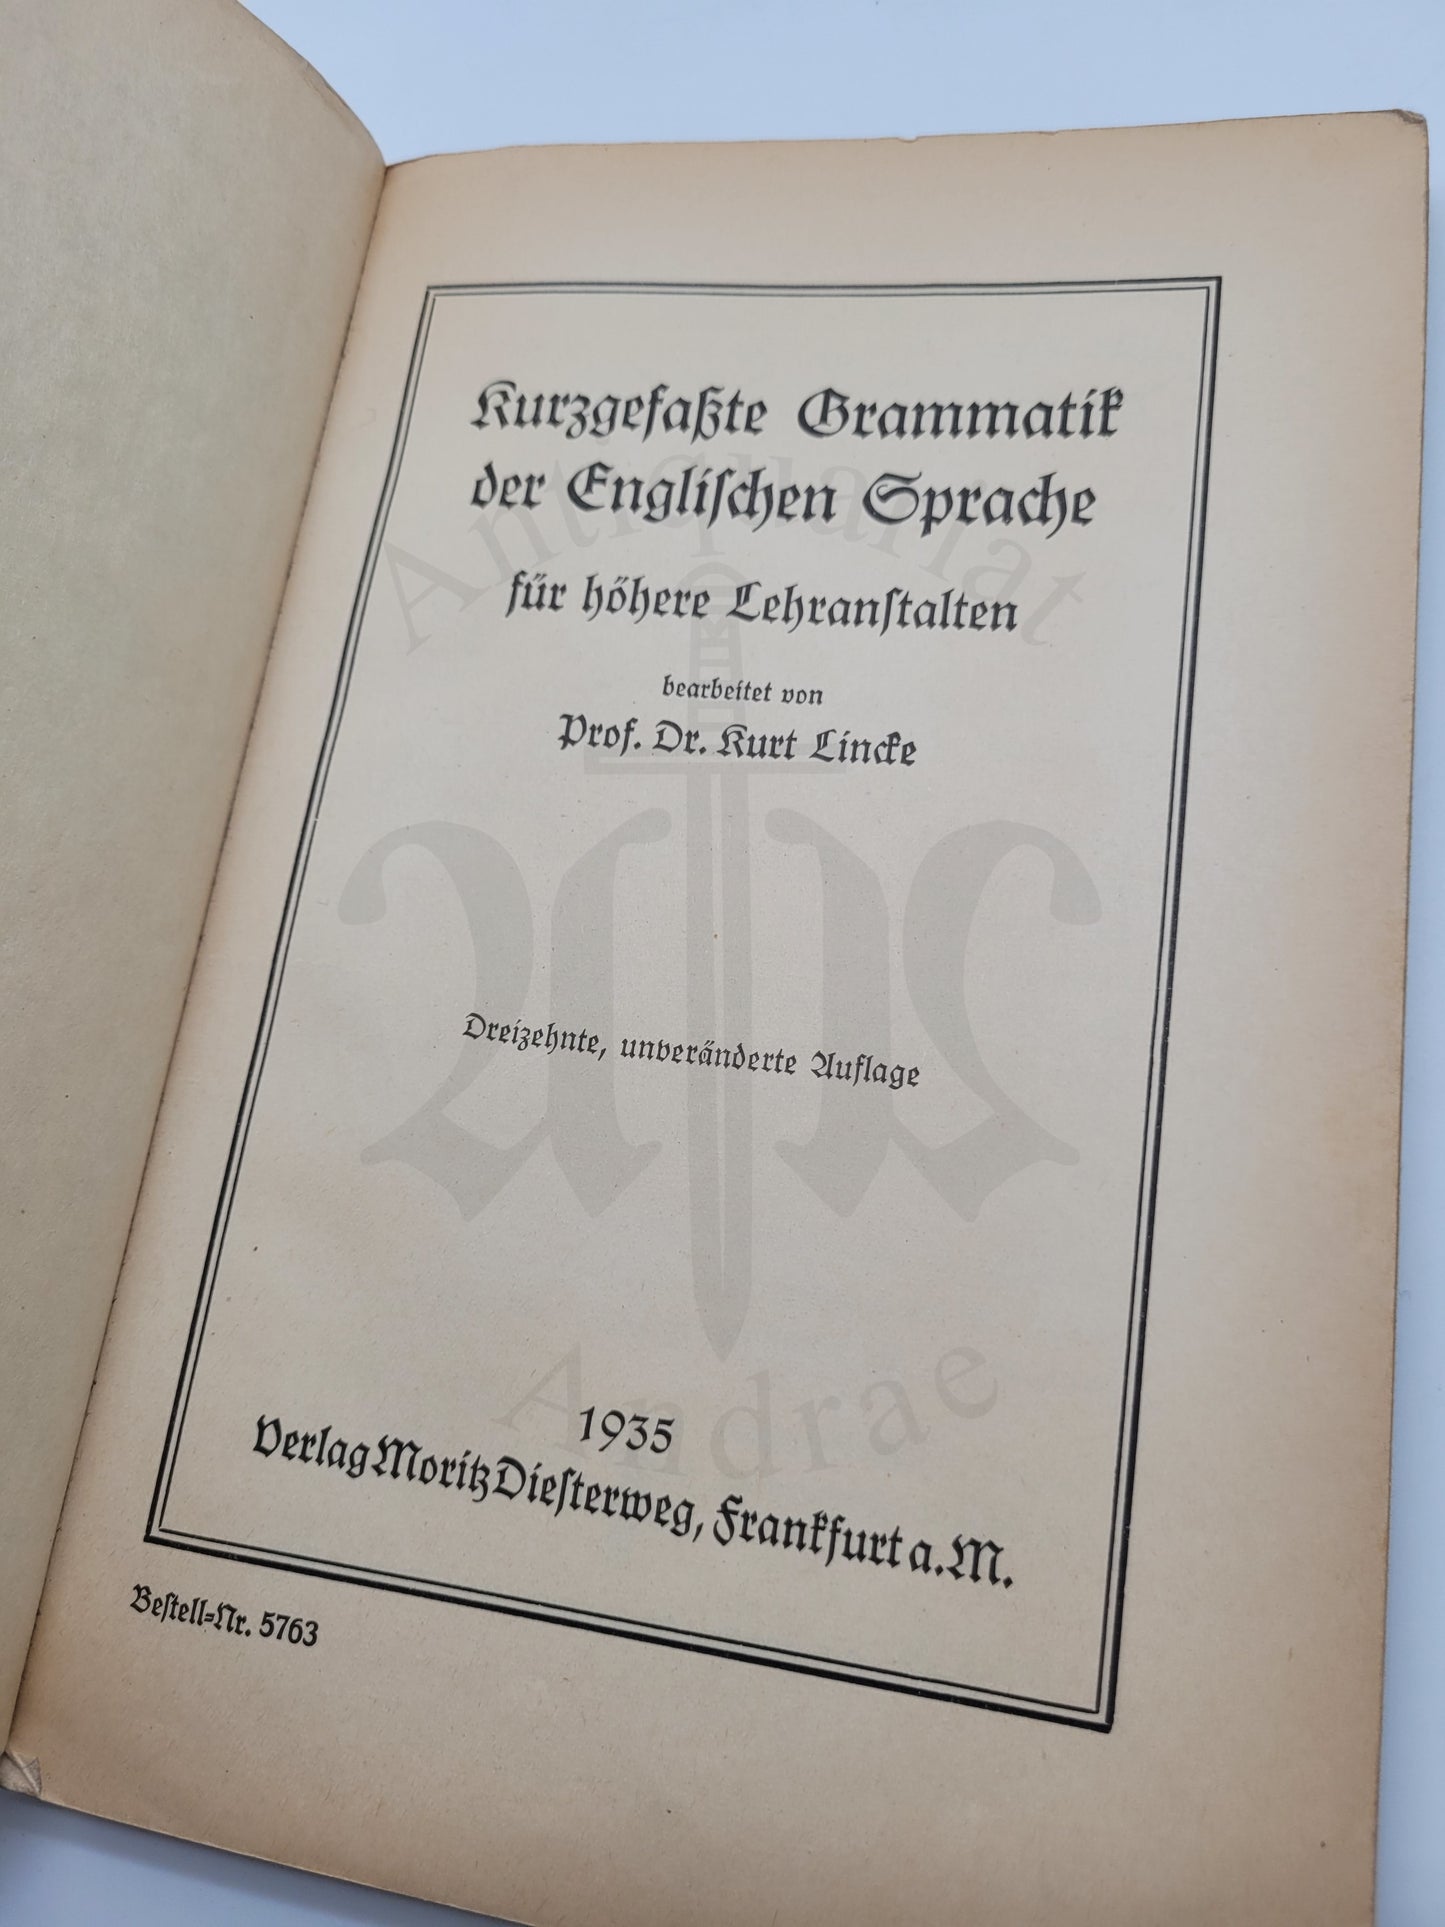 Kurzgefaßte Grammatik
der Englischen Sprache
für höhere Lehranstalten
bearbeitet von
Prof. Dr. Kurt Lincke
Dreizehnte, unveränderte Auflage
1935
Verlag Moritz Diesterweg, Frankfurt a. M.
Bestell-Nr. 5763
Antiquariat
Andrae